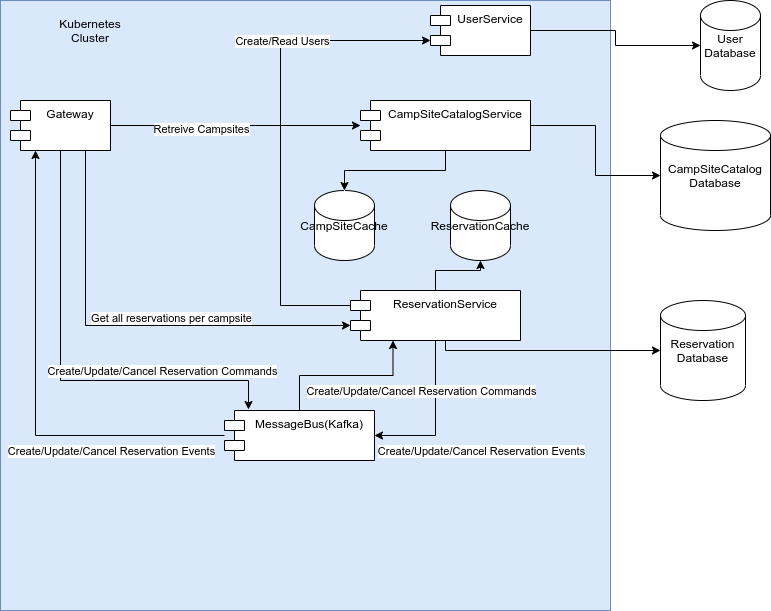 Kubernetes
Cluster
UserService
User
Database
Create/Read Users
Gateway
Retreive Campsites
CampSiteCatalogService
CampSiteCatalog
Database
CampSiteCache
ReservationCache
ReservationService
Get all reservations per campsite
Reservation
Database
Create/Update/Cancel Reservation Commands
Create/Update/Cancel Reservation Commands
MessageBus(Kafka)
Create/Update/Cancel Reservation Events
Create/Update/Cancel Reservation Events